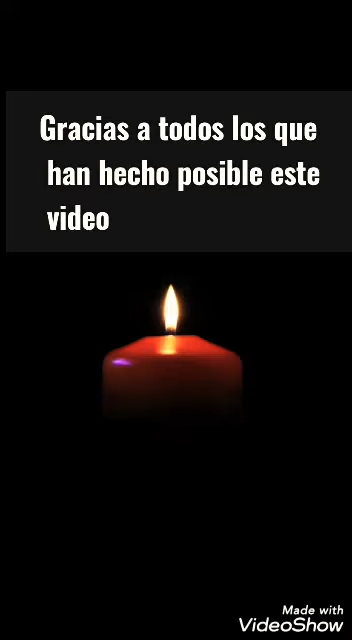 Gracias a todos los que
han hecho posible este
video
Made with
VideoShow